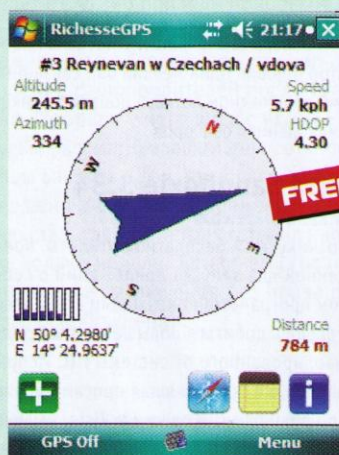 RichesseGPS 21:17
#3 Reynevan w Czechach / vdova
Altitude Speed
245.5 m 5.7 kph
Azimuth HDOP
334 4.30
N
W
FREE
E
S
N 50° 4.2980'
E 14° 24.9637'
Distance
784 m
i
GPS Off Menu